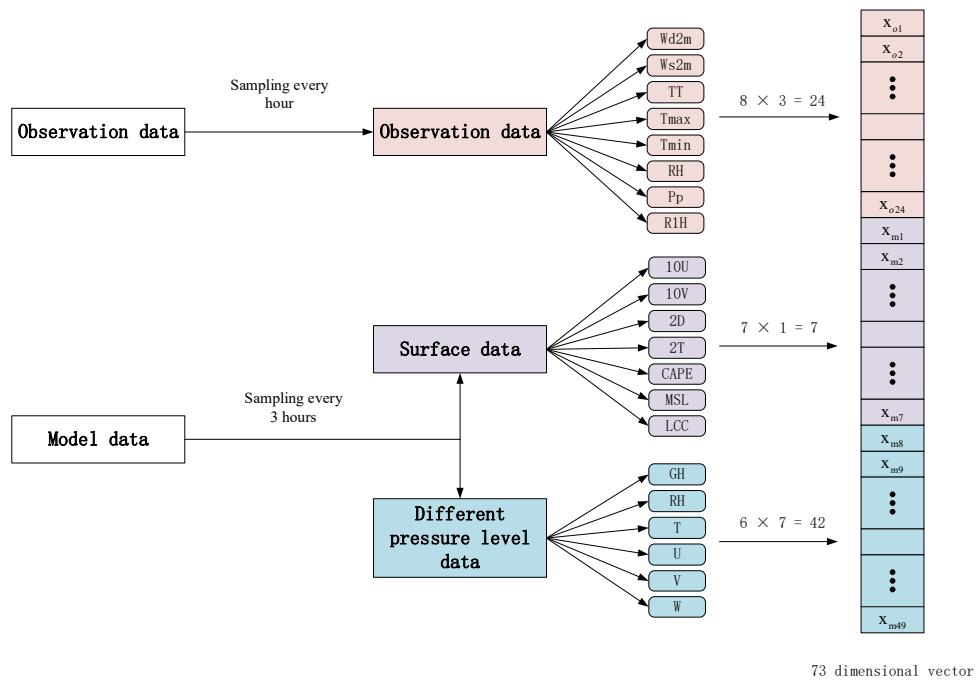 Observation data
Sampling every
hour
Observation data
Wd2m
Ws2m
TT
Tmax
Tmin
RH
Pp
R1H
8 × 3 = 24
Model data
Sampling every
3 hours
Surface data
10U
10V
2D
2T
CAPE
MSL
LCC
7 × 1 = 7
Different
pressure level
data
GH
RH
T
U
V
W
6 × 7 = 42
X_o1
X_o2
⋮
⋮
X_o24
X_m1
X_m2
⋮
⋮
X_m7
X_m8
X_m9
⋮
⋮
X_m49
73 dimensional vector